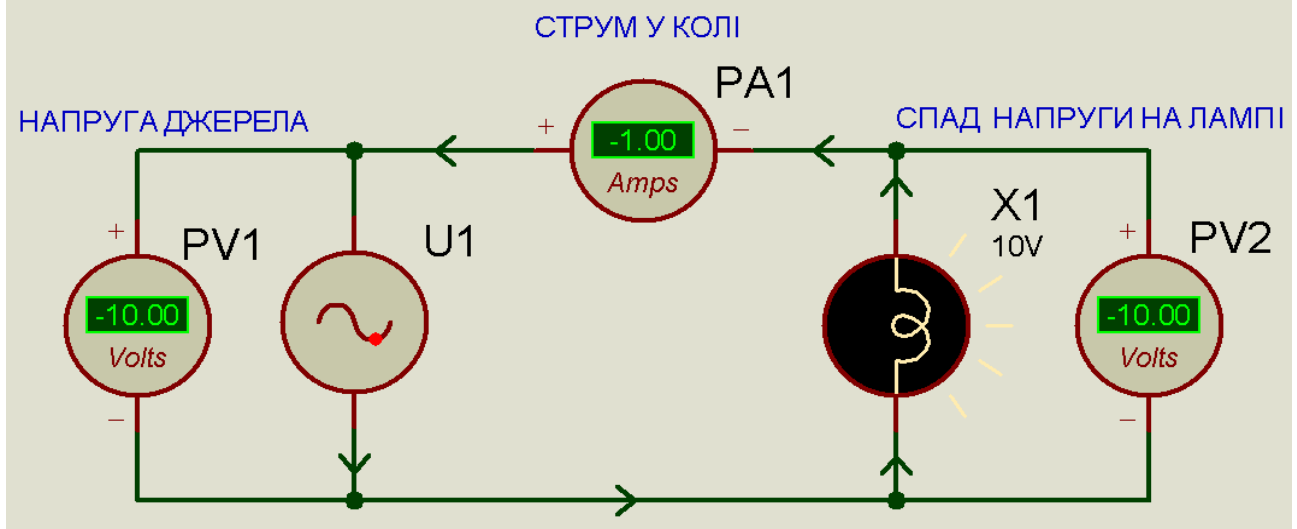 СТРУМ У КОЛІ
PA1
НАПРУГА ДЖЕРЕЛА
СПАД НАПРУГИ НА ЛАМПІ
+
-1.00
−
Amps
+
PV1
U1
X1
10V
+
PV2
-10.00
Volts
-10.00
Volts
−
−